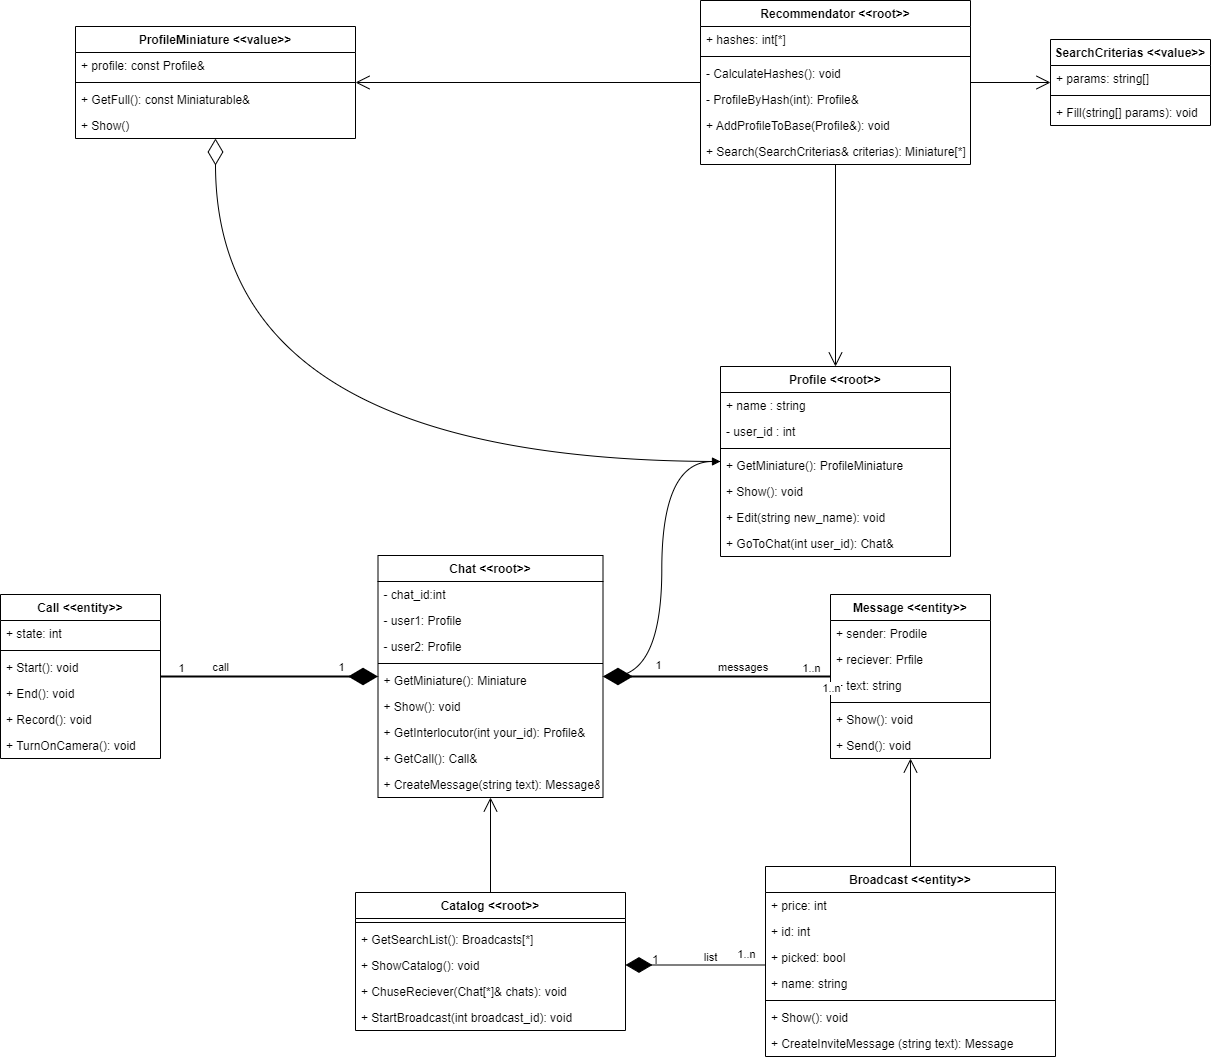 ProfileMiniature <<value>>
+ profile: const Profile&
+ GetFull(): const Miniaturable&
+ Show()
Recommendator <<root>>
+ hashes: int[*]
- CalculateHashes(): void
- ProfileByHash(int): Profile&
+ AddProfileToBase(Profile&): void
+ Search(SearchCriterias& criterias): Miniature[*]
SearchCriterias <<value>>
+ params: string[]
+ Fill(string[] params): void
Profile <<root>>
+ name : string
- user_id : int
+ GetMiniature(): ProfileMiniature
+ Show(): void
+ Edit(string new_name): void
+ GoToChat(int user_id): Chat&
Call <<entity>>
+ state: int
+ Start(): void
+ End(): void
+ Record(): void
+ TurnOnCamera(): void
1
call
1
Chat <<root>>
- chat_id:int
- user1: Profile
- user2: Profile
+ GetMiniature(): Miniature
+ Show(): void
+ GetInterlocutor(int your_id): Profile&
+ GetCall(): Call&
+ CreateMessage(string text): Message&
1
messages
1..n
1..n
Message <<entity>>
+ sender: Prodile
+ reciever: Prfile
- text: string
+ Show(): void
+ Send(): void
Catalog <<root>>
+ GetSearchList(): Broadcasts[*]
+ ShowCatalog(): void
+ ChuseReciever(Chat[*]& chats): void
+ StartBroadcast(int broadcast_id): void
1
list
1..n
Broadcast <<entity>>
+ price: int
+ id: int
+ picked: bool
+ name: string
+ Show(): void
+ CreateInviteMessage (string text): Message